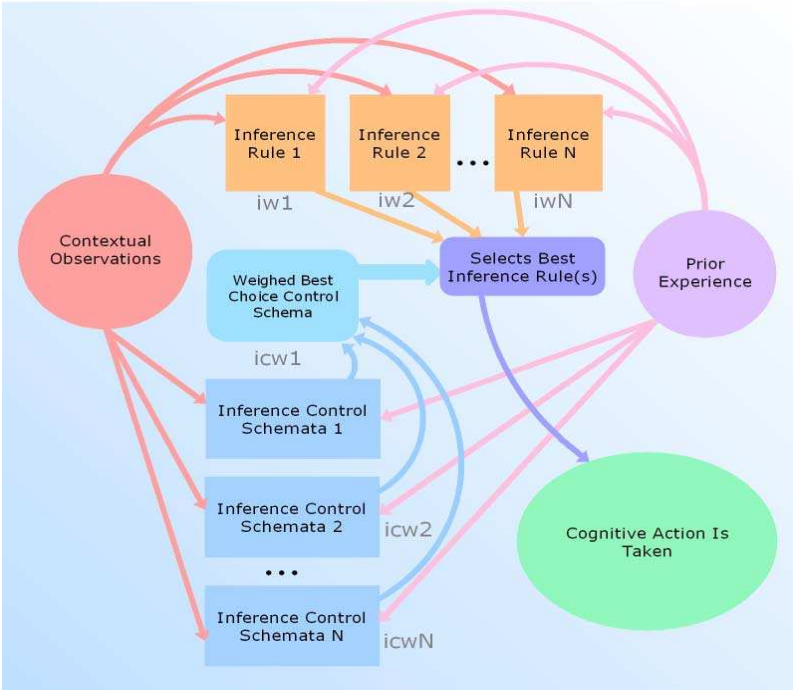 Inference
Rule 1
Inference
Rule 2
...
Inference
Rule N
iw1
iw2
iwN
Contextual
Observations
Selects Best
Inference Rule(s)
Prior
Experience
Weighed Best
Choice Control
Schema
icw1
Inference Control
Schemata 1
Inference Control
Schemata 2
icw2
...
Inference Control
Schemata N
icwN
Cognitive Action Is
Taken